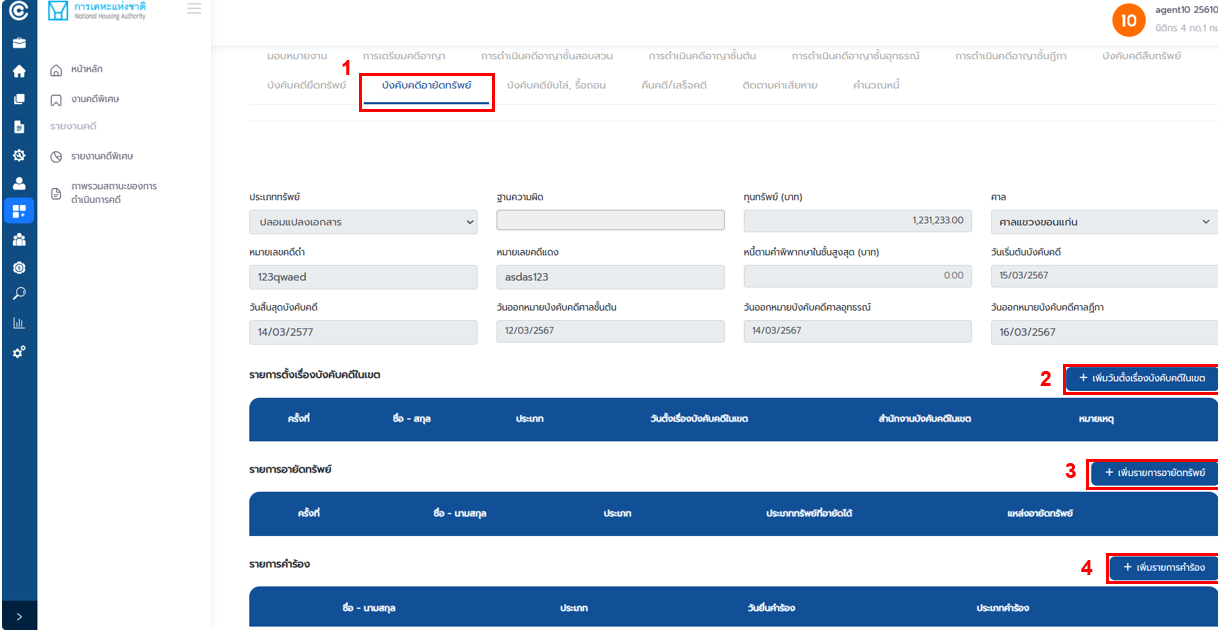 การเคหะแห่งชาติ
National Housing Authority
10
agent10 25610
นิติกร 4 กด.1 กน
หน้าหลัก
งานคดีพิเศษ
รายงานคดี
รายงานคดีพิเศษ
ภาพรวมสถานะของการ
ดำเนินการคดี
มอบหมายงาน การเตรียมคดีอาญา การดำเนินคดีอาญาชั้นสอบสวน การดำเนินคดีอาญาชั้นต้น การดำเนินคดีอาญาชั้นอุทธรณ์ การดำเนินคดีอาญาชั้นฎีกา บังคับคดีสืบทรัพย์
1
บังคับคดียึดทรัพย์ บังคับคดีอายัดทรัพย์ บังคับคดีขับไล่, รื้อถอน คืนคดี/เสร็จคดี ติดตามค่าเสียหาย คำนวณหนี้
ประเภททรัพย์ ฐานความผิด ทุนทรัพย์ (บาท) ศาล
ปลอมแปลงเอกสาร 1,231,233.00 ศาลแขวงขอนแก่น
หมายเลขคดีดำ หมายเลขคดีแดง หนี้ตามคำพิพากษาในชั้นสูงสุด (บาท) วันเริ่มต้นบังคับคดี
123qwaed asdas123 0.00 15/03/2567
วันสิ้นสุดบังคับคดี วันออกหมายบังคับคดีศาลชั้นต้น วันออกหมายบังคับคดีศาลอุทธรณ์ วันออกหมายบังคับคดีศาลฎีกา
14/03/2577 12/03/2567 14/03/2567 16/03/2567
รายการตั้งเรื่องบังคับคดีในเขต 2 + เพิ่มวันตั้งเรื่องบังคับคดีในเขต
ครั้งที่ ชื่อ - สกุล ประเภท วันตั้งเรื่องบังคับคดีในเขต สำนักงานบังคับคดีในเขต หมายเหตุ
รายการอายัดทรัพย์ 3 + เพิ่มรายการอายัดทรัพย์
ครั้งที่ ชื่อ - นามสกุล ประเภท ประเภททรัพย์ที่อายัดได้ แหล่งอายัดทรัพย์
รายการคำร้อง 4 + เพิ่มรายการคำร้อง
ชื่อ - นามสกุล ประเภท วันยื่นคำร้อง ประเภทคำร้อง